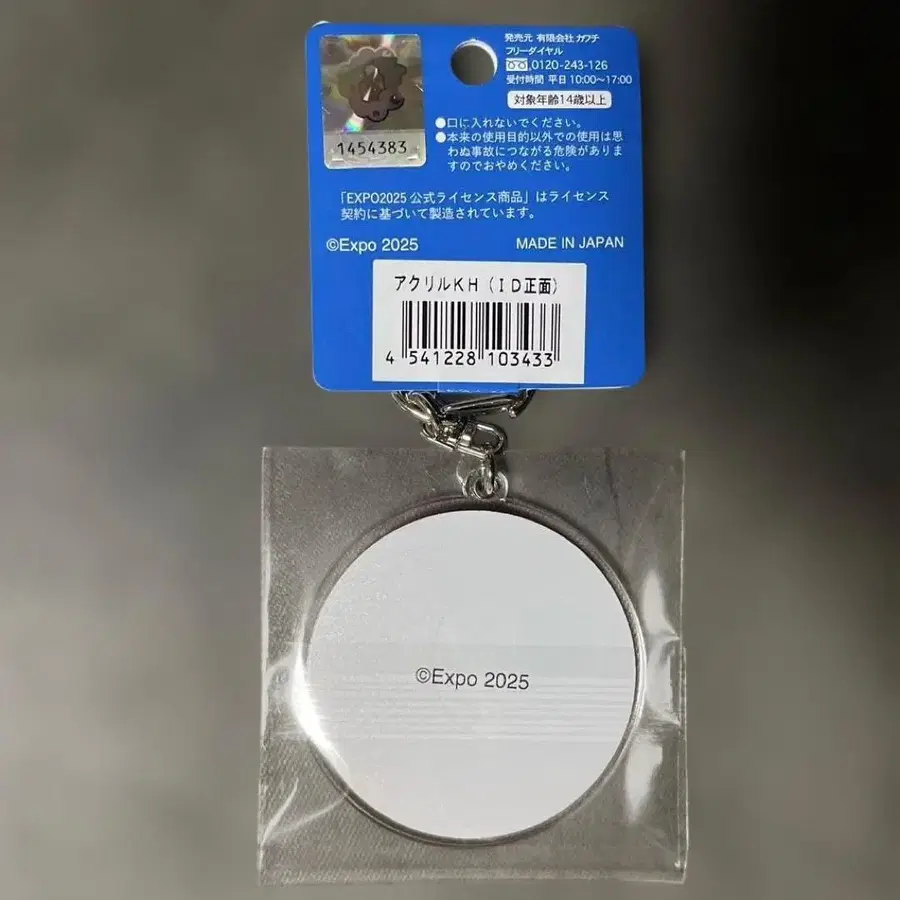 発売元 有限会社 カワチ
フリーダイヤル
0120-243-126
受付時間 平日 10:00～17:00
対象年齢14歳以上
●口に入れないでください。
●本来の使用目的以外での使用は思
わぬ事故につながる危険がありま
すのでおやめください。
1454383
「EXPO2025 公式ライセンス商品」はライセンス
契約に基づいて製造されています。
©Expo 2025
MADE IN JAPAN
アクリルKH（ID正面）
4 541228 103433
©Expo 2025